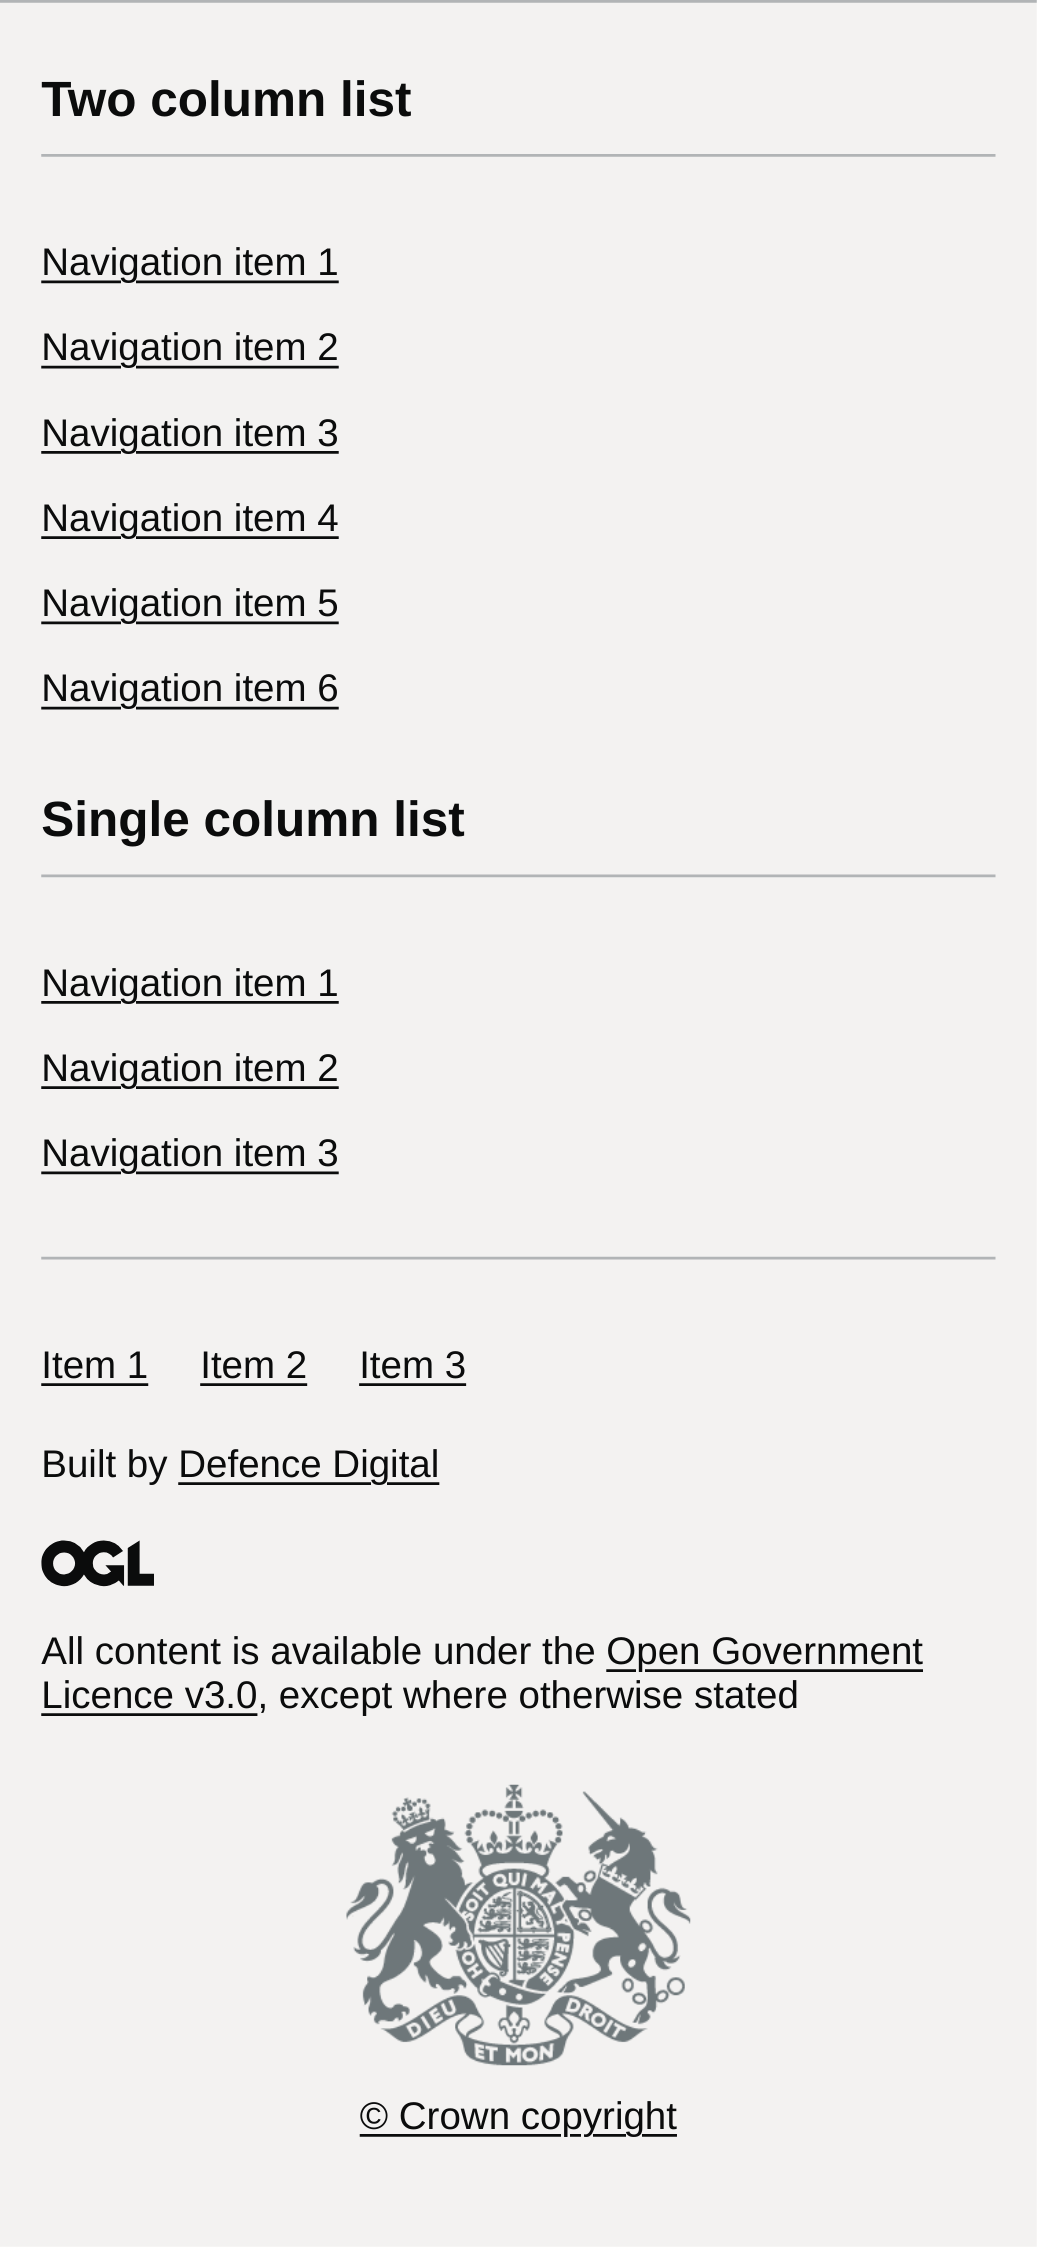 Two column list
Navigation item 1
Navigation item 2
Navigation item 3
Navigation item 4
Navigation item 5
Navigation item 6
Single column list
Navigation item 1
Navigation item 2
Navigation item 3
Item 1 Item 2 Item 3
Built by Defence Digital
OGL
All content is available under the Open Government
Licence v3.0, except where otherwise stated
SOIT QUI MAL Y PENSE
HO
DIEU ET MON DROIT
© Crown copyright